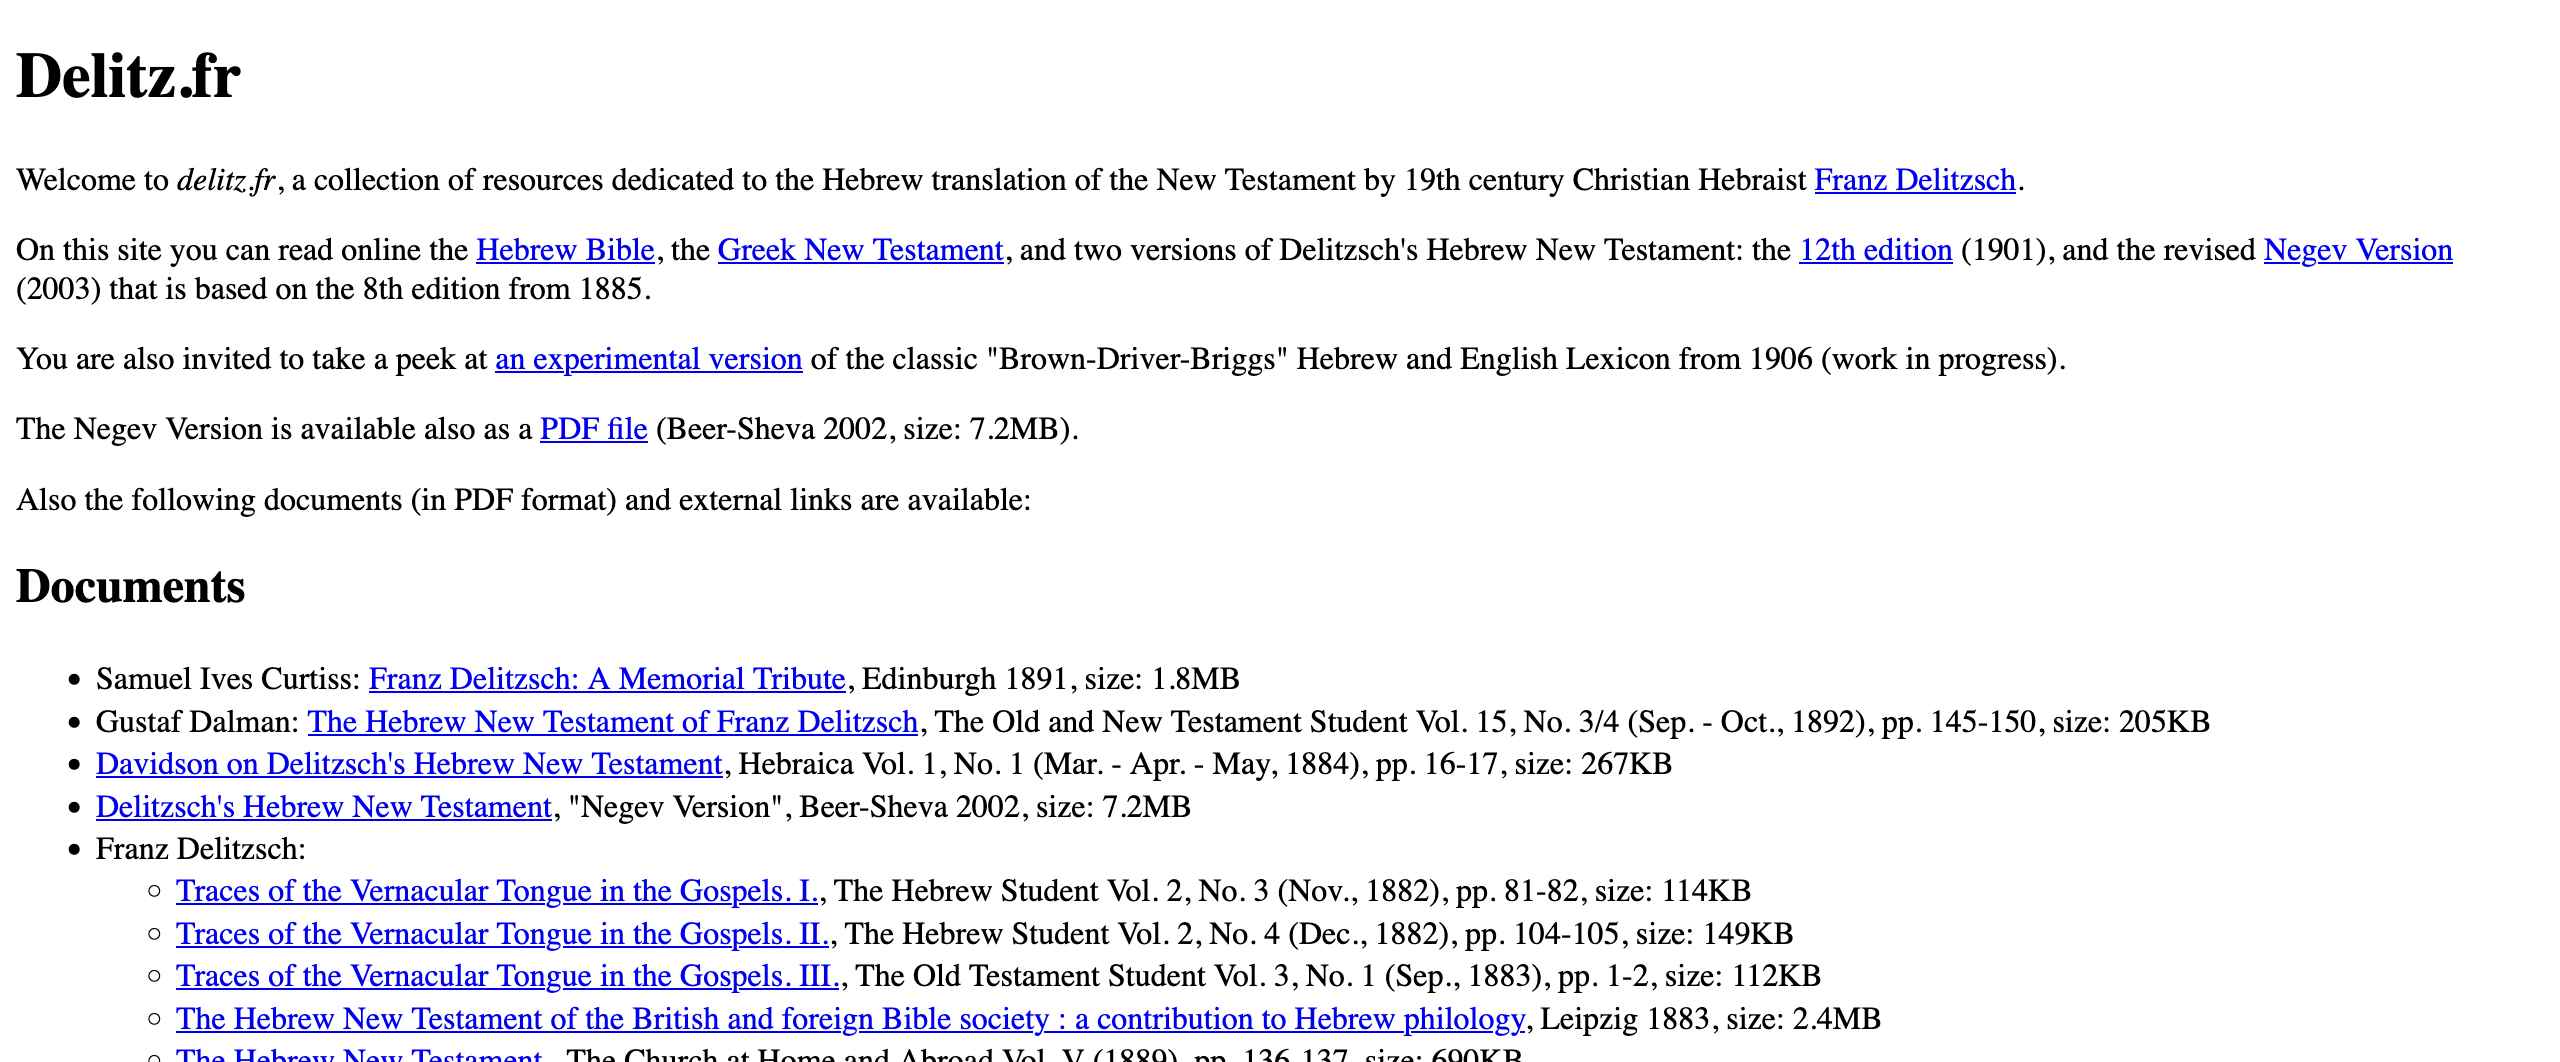 Delitz.fr
Welcome to delitz.fr, a collection of resources dedicated to the Hebrew translation of the New Testament by 19th century Christian Hebraist Franz Delitzsch.
On this site you can read online the Hebrew Bible, the Greek New Testament, and two versions of Delitzsch's Hebrew New Testament: the 12th edition (1901), and the revised Negev Version
(2003) that is based on the 8th edition from 1885.
You are also invited to take a peek at an experimental version of the classic "Brown-Driver-Briggs" Hebrew and English Lexicon from 1906 (work in progress).
The Negev Version is available also as a PDF file (Beer-Sheva 2002, size: 7.2MB).
Also the following documents (in PDF format) and external links are available:
Documents
• Samuel Ives Curtiss: Franz Delitzsch: A Memorial Tribute, Edinburgh 1891, size: 1.8MB
• Gustaf Dalman: The Hebrew New Testament of Franz Delitzsch, The Old and New Testament Student Vol. 15, No. 3/4 (Sep. - Oct., 1892), pp. 145-150, size: 205KB
• Davidson on Delitzsch's Hebrew New Testament, Hebraica Vol. 1, No. 1 (Mar. - Apr. - May, 1884), pp. 16-17, size: 267KB
• Delitzsch's Hebrew New Testament, "Negev Version", Beer-Sheva 2002, size: 7.2MB
• Franz Delitzsch:
◦ Traces of the Vernacular Tongue in the Gospels. I., The Hebrew Student Vol. 2, No. 3 (Nov., 1882), pp. 81-82, size: 114KB
◦ Traces of the Vernacular Tongue in the Gospels. II., The Hebrew Student Vol. 2, No. 4 (Dec., 1882), pp. 104-105, size: 149KB
◦ Traces of the Vernacular Tongue in the Gospels. III., The Old Testament Student Vol. 3, No. 1 (Sep., 1883), pp. 1-2, size: 112KB
◦ The Hebrew New Testament of the British and foreign Bible society : a contribution to Hebrew philology, Leipzig 1883, size: 2.4MB
◦ The Hebrew New Testament., The Church at Home and Abroad Vol. V (1889), pp. 136-137, size: 690KB